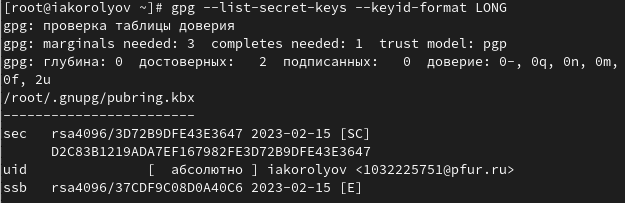 [root@iakorolyov ~]# gpg --list-secret-keys --keyid-format LONG
gpg: проверка таблицы доверия
gpg: marginals needed: 3  completes needed: 1  trust model: pgp
gpg: глубина: 0  достоверных:   2  подписанных:   0  доверие: 0-, 0q, 0n, 0m,
0f, 2u
/root/.gnupg/pubring.kbx
------------------------
sec   rsa4096/3D72B9DFE43E3647 2023-02-15 [SC]
      D2C83B1219ADA7EF167982FE3D72B9DFE43E3647
uid              [  абсолютно ] iakorolyov <1032225751@pfur.ru>
ssb   rsa4096/37CDF9C08D0A40C6 2023-02-15 [E]